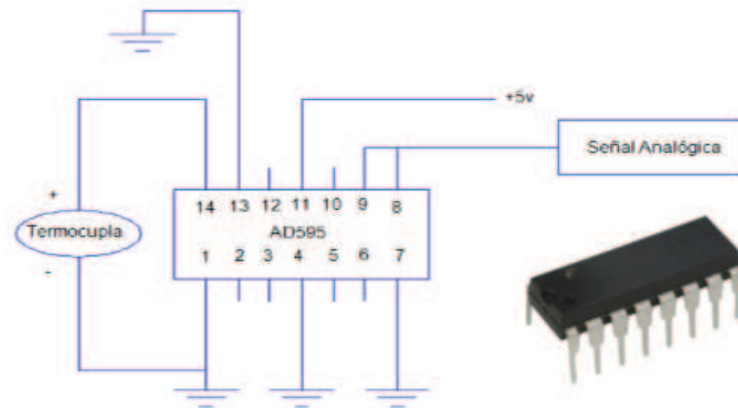 +5v
Señal Analógica
+
14 13 12 11 10 9 8
Termocupla
AD595
1 2 3 4 5 6 7
-